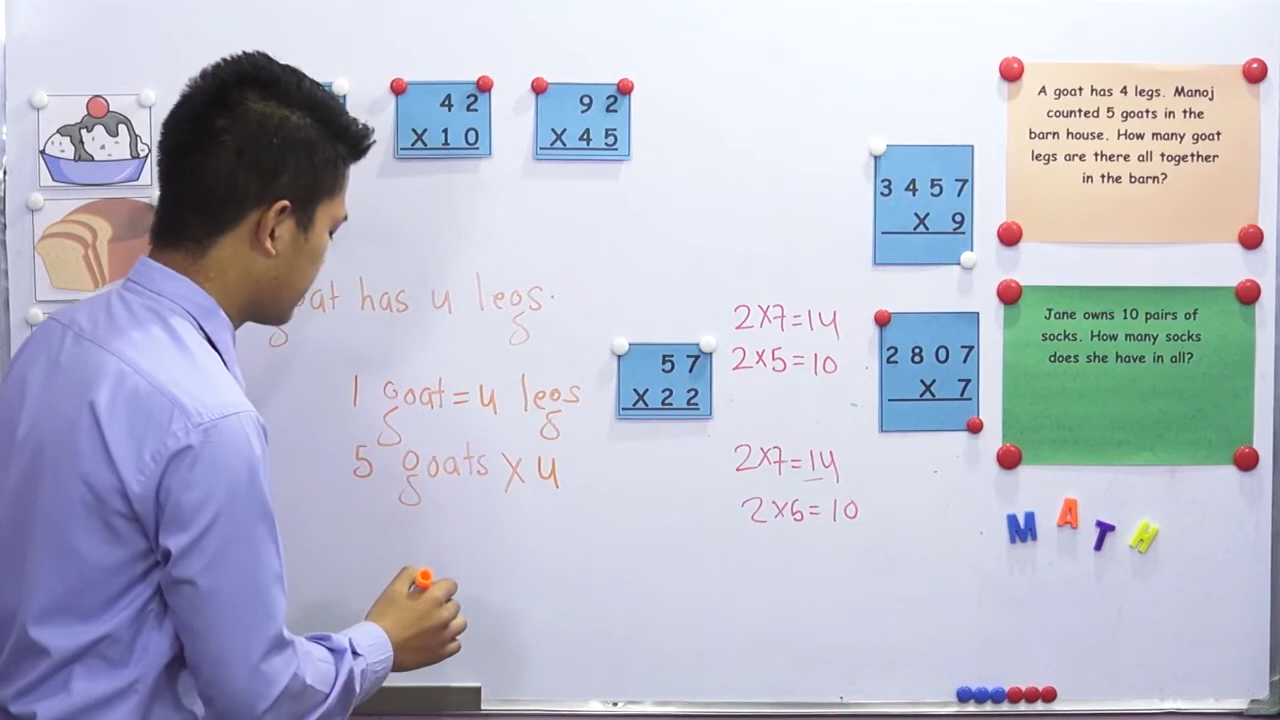 42
X 10
92
X 45
A goat has 4 legs. Manoj
counted 5 goats in the
barn house. How many goat
legs are there all together
in the barn?
3457
X 9
goat has 4 legs.
1 goat = 4 legs
5 goats X 4
57
X 22
2X7=14
2X5=10
2X7=14
2X5=10
2807
X 7
Jane owns 10 pairs of
socks. How many socks
does she have in all?
MATH